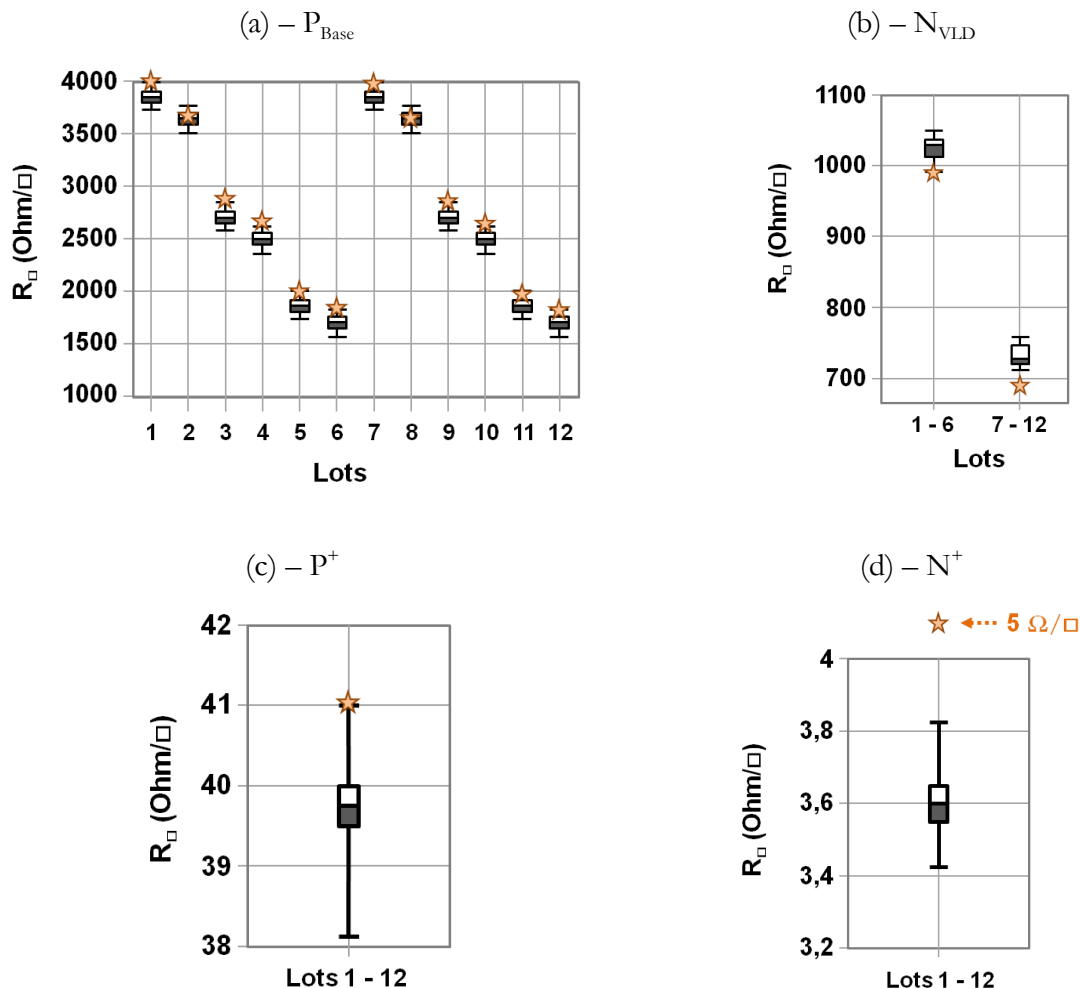 (a) – P_Base
R□ (Ohm/□)
4000
3500
3000
2500
2000
1500
1000
1 2 3 4 5 6 7 8 9 10 11 12
Lots
(b) – N_VLD
R□ (Ohm/□)
1100
1000
900
800
700
1 - 6 7 - 12
Lots
(c) – P⁺
R□ (Ohm/□)
42
41
40
39
38
Lots 1 - 12
(d) – N⁺
5 Ω/□
R□ (Ohm/□)
4
3,8
3,6
3,4
3,2
Lots 1 - 12